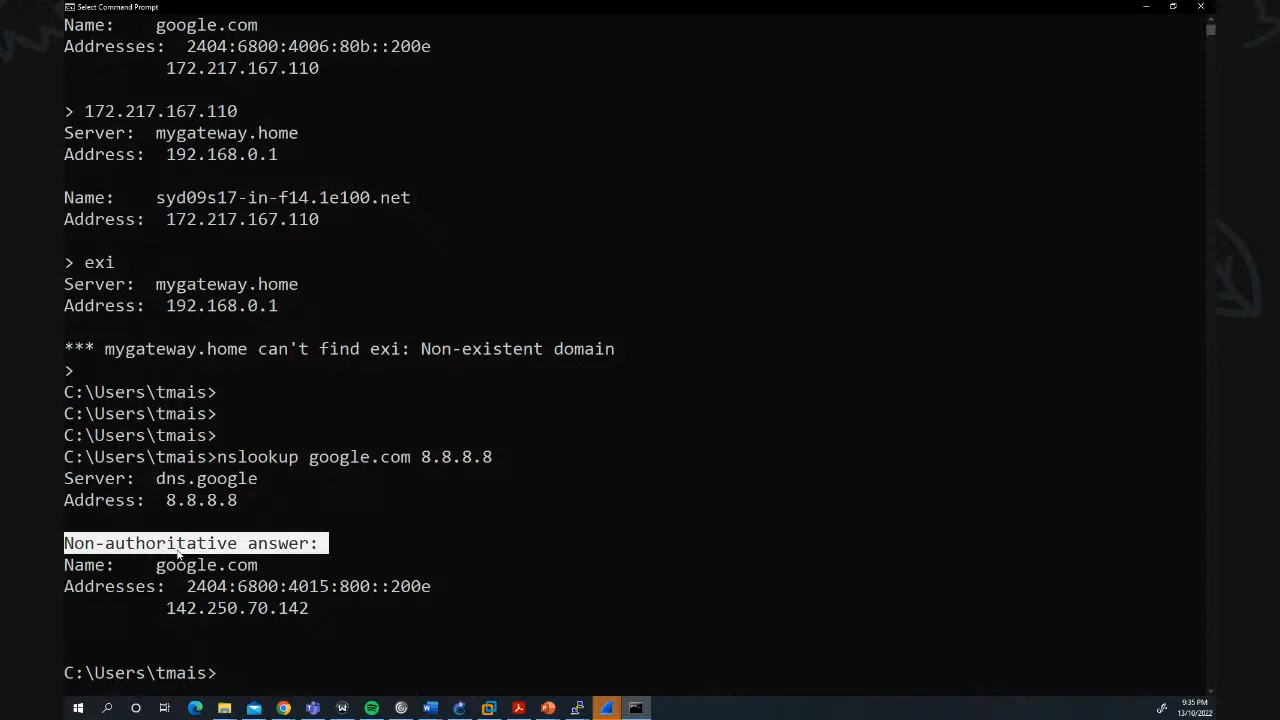 Select Command Prompt
Name:    google.com
Addresses:  2404:6800:4006:80b::200e
172.217.167.110
> 172.217.167.110
Server:  mygateway.home
Address:  192.168.0.1
Name:    syd09s17-in-f14.1e100.net
Address:  172.217.167.110
> exi
Server:  mygateway.home
Address:  192.168.0.1
*** mygateway.home can't find exi: Non-existent domain
>
C:\Users\tmais>
C:\Users\tmais>
C:\Users\tmais>
C:\Users\tmais>nslookup google.com 8.8.8.8
Server:  dns.google
Address:  8.8.8.8
Non-authoritative answer:
Name:    google.com
Addresses:  2404:6800:4015:800::200e
142.250.70.142
C:\Users\tmais>
9:35 PM
13/10/2022